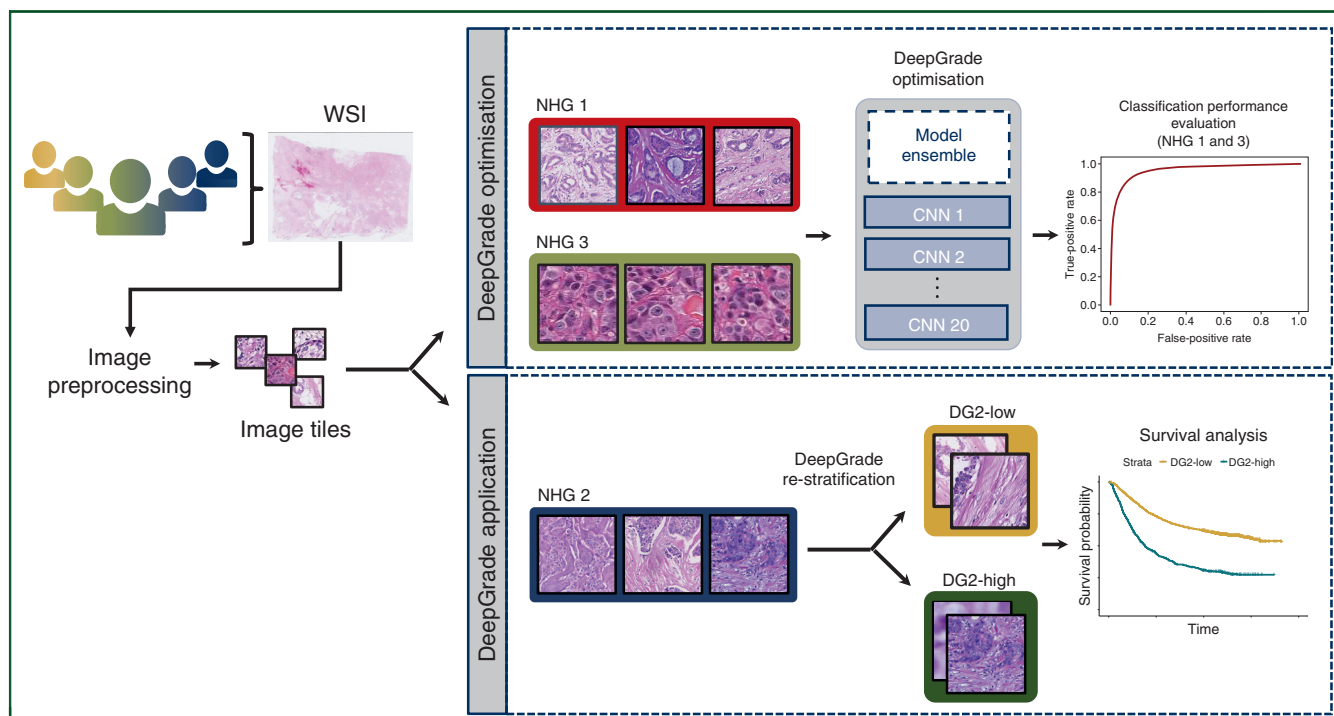 WSI
Image
preprocessing
Image tiles
DeepGrade optimisation
NHG 1
NHG 3
DeepGrade
optimisation
Model
ensemble
CNN 1
CNN 2
CNN 20
Classification performance
evaluation
(NHG 1 and 3)
True-positive rate
1.0
0.8
0.6
0.4
0.2
0.0
0.0 0.2 0.4 0.6 0.8 1.0
False-positive rate
DeepGrade application
NHG 2
DeepGrade
re-stratification
DG2-low
DG2-high
Survival analysis
Strata DG2-low DG2-high
Survival probability
Time